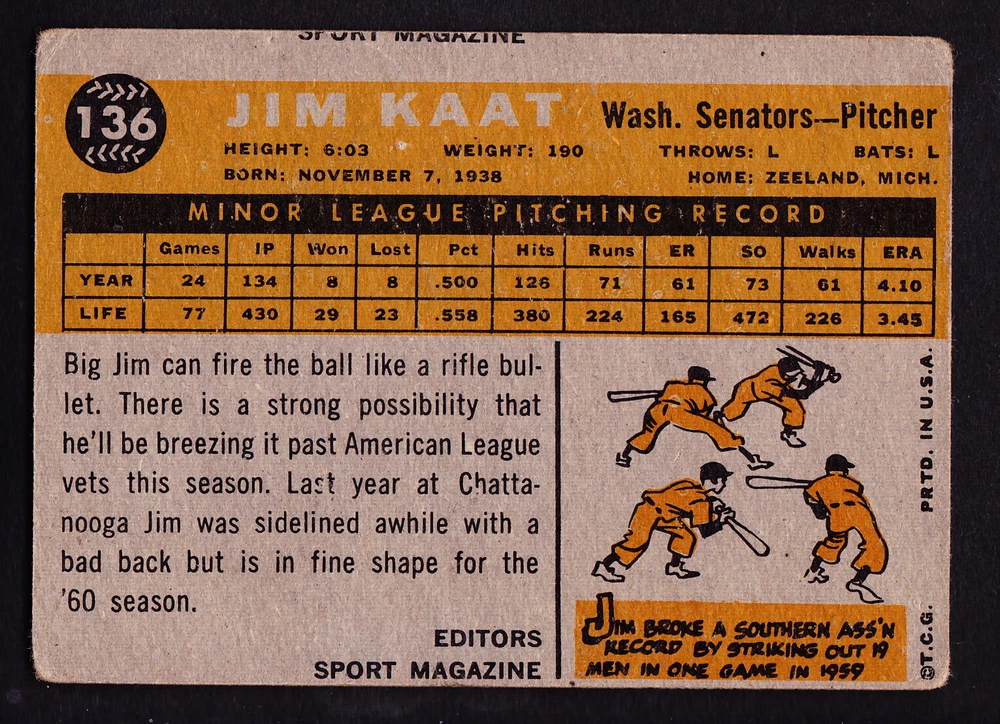 SPORT MAGAZINE
136
JIM KAAT Wash. Senators—Pitcher
HEIGHT: 6:03 WEIGHT: 190 THROWS: L BATS: L
BORN: NOVEMBER 7, 1938 HOME: ZEELAND, MICH.
MINOR LEAGUE PITCHING RECORD
Games IP Won Lost Pct Hits Runs ER SO Walks ERA
YEAR 24 134 8 8 .500 126 71 61 73 61 4.10
LIFE 77 430 29 23 .558 380 224 165 472 226 3.45
Big Jim can fire the ball like a rifle bul-
let. There is a strong possibility that
he'll be breezing it past American League
vets this season. Last year at Chatta-
nooga Jim was sidelined awhile with a
bad back but is in fine shape for the
'60 season.
EDITORS
SPORT MAGAZINE
JIM BROKE A SOUTHERN ASS'N
RECORD BY STRIKING OUT 19
MEN IN ONE GAME IN 1959
©T.C.G. PRTD. IN U.S.A.